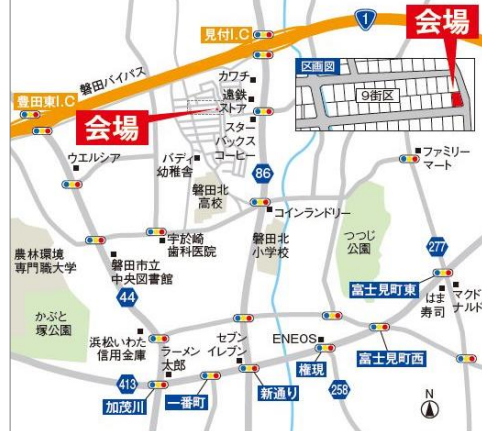 見付I.C
1
会場
磐田バイパス
カワチ
区画図
9街区
豊田東I.C
遠鉄
ストア
会場
スター
バックス
コーヒー
ウエルシア
バディ
幼稚舎
86
ファミリー
マート
磐田北
高校
コインランドリー
つつじ
公園
宇於崎
歯科医院
磐田北
小学校
農林環境
専門職大学
磐田市立
中央図書館
277
44
富士見町東
かぶと
塚公園
はま
寿司
マクド
ナルド
浜松いわた
信用金庫
セブン
イレブン
ENEOS
ラーメン
太郎
権現
富士見町西
413
加茂川
一番町
新通り
258
N